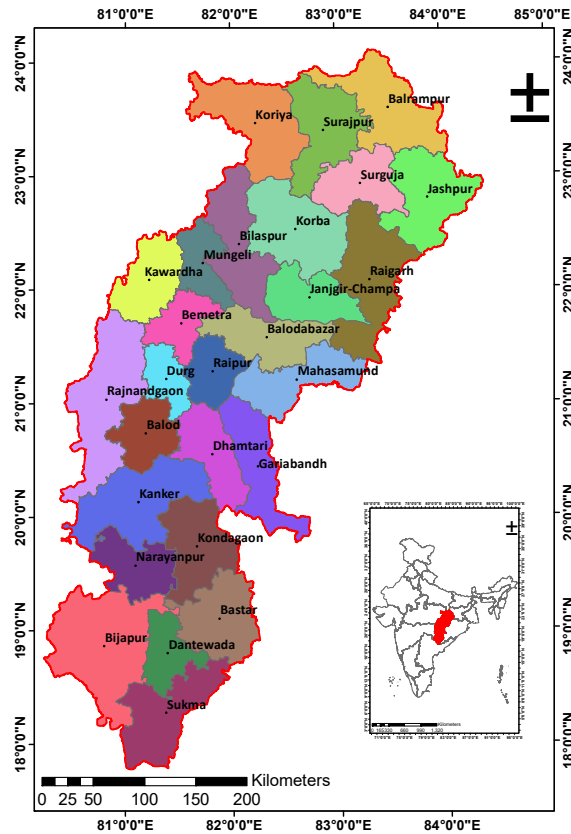 81°0'0"E 82°0'0"E 83°0'0"E 84°0'0"E 85°0'0"E
24°0'0"N
23°0'0"N
22°0'0"N
21°0'0"N
20°0'0"N
19°0'0"N
18°0'0"N
24°0'0"N
23°0'0"N
22°0'0"N
21°0'0"N
20°0'0"N
19°0'0"N
18°0'0"N
Balrampur
Koriya
Surajpur
Surguja
Jashpur
Korba
Bilaspur
Mungeli
Kawardha
Raigarh
Janjgir-Champa
Bemetra
Balodabazar
Raipur
Durg
Mahasamund
Rajnandgaon
Balod
Dhamtari
Gariabandh
Kanker
Kondagaon
Narayanpur
Bastar
Bijapur
Dantewada
Sukma
Kilometers
0 25 50 100 150 200
Kilometers
81°0'0"E 82°0'0"E 83°0'0"E 84°0'0"E